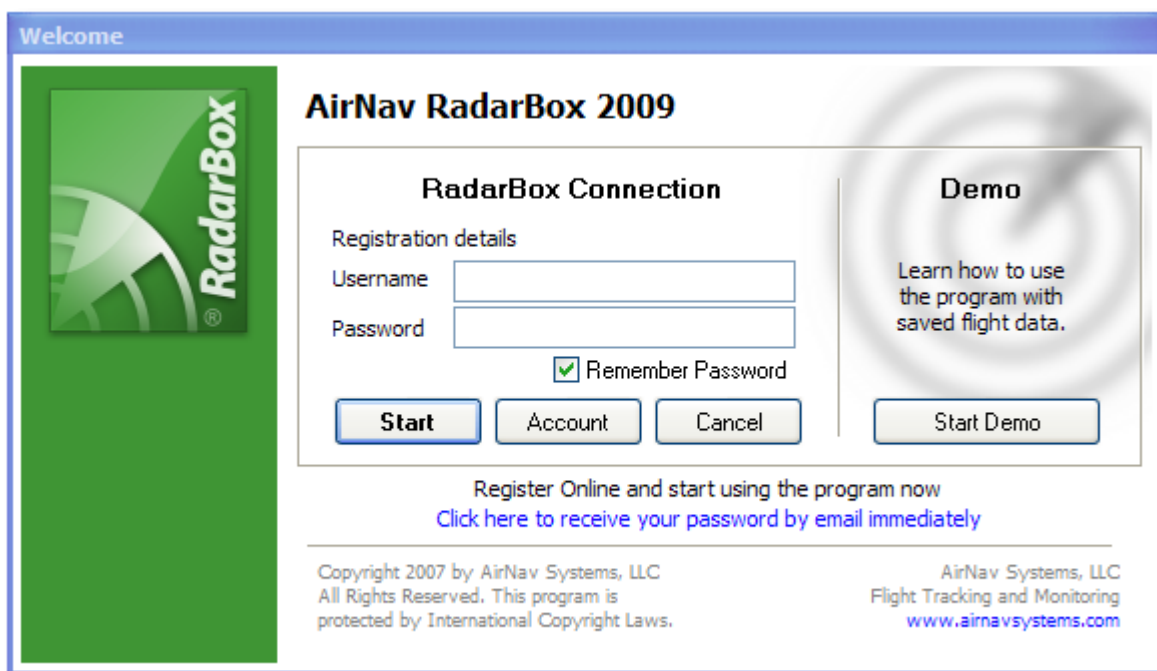 Welcome
® RadarBox
AirNav RadarBox 2009
RadarBox Connection
Registration details
Username
Password
Remember Password
Start
Account
Cancel
Demo
Learn how to use
the program with
saved flight data.
Start Demo
Register Online and start using the program now
Click here to receive your password by email immediately
Copyright 2007 by AirNav Systems, LLC
All Rights Reserved. This program is
protected by International Copyright Laws.
AirNav Systems, LLC
Flight Tracking and Monitoring
www.airnavsystems.com